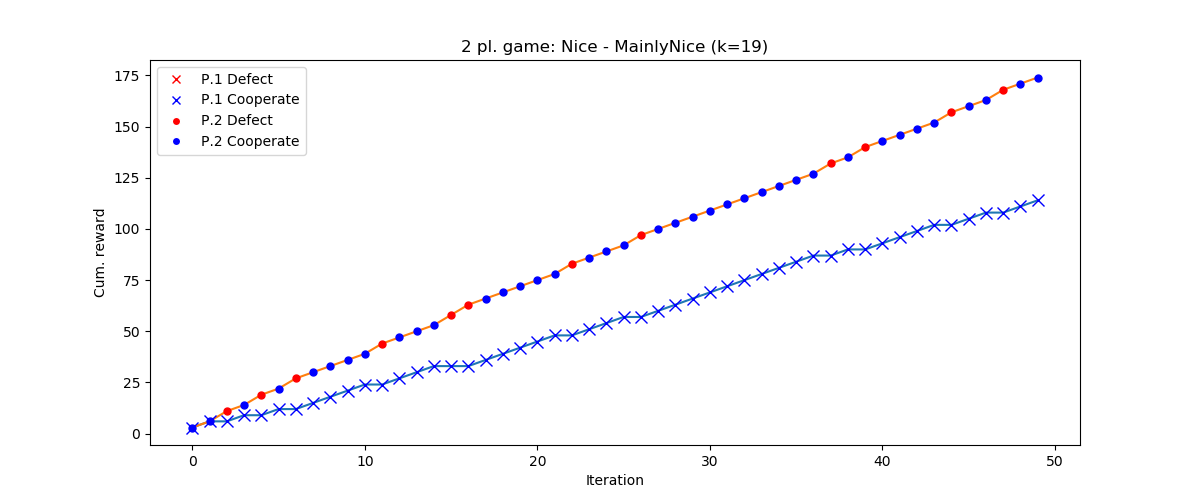 2 pl. game: Nice - MainlyNice (k=19)
P.1 Defect
P.1 Cooperate
P.2 Defect
P.2 Cooperate
175
150
125
100
75
50
25
0
Cum. reward
0 10 20 30 40 50
Iteration